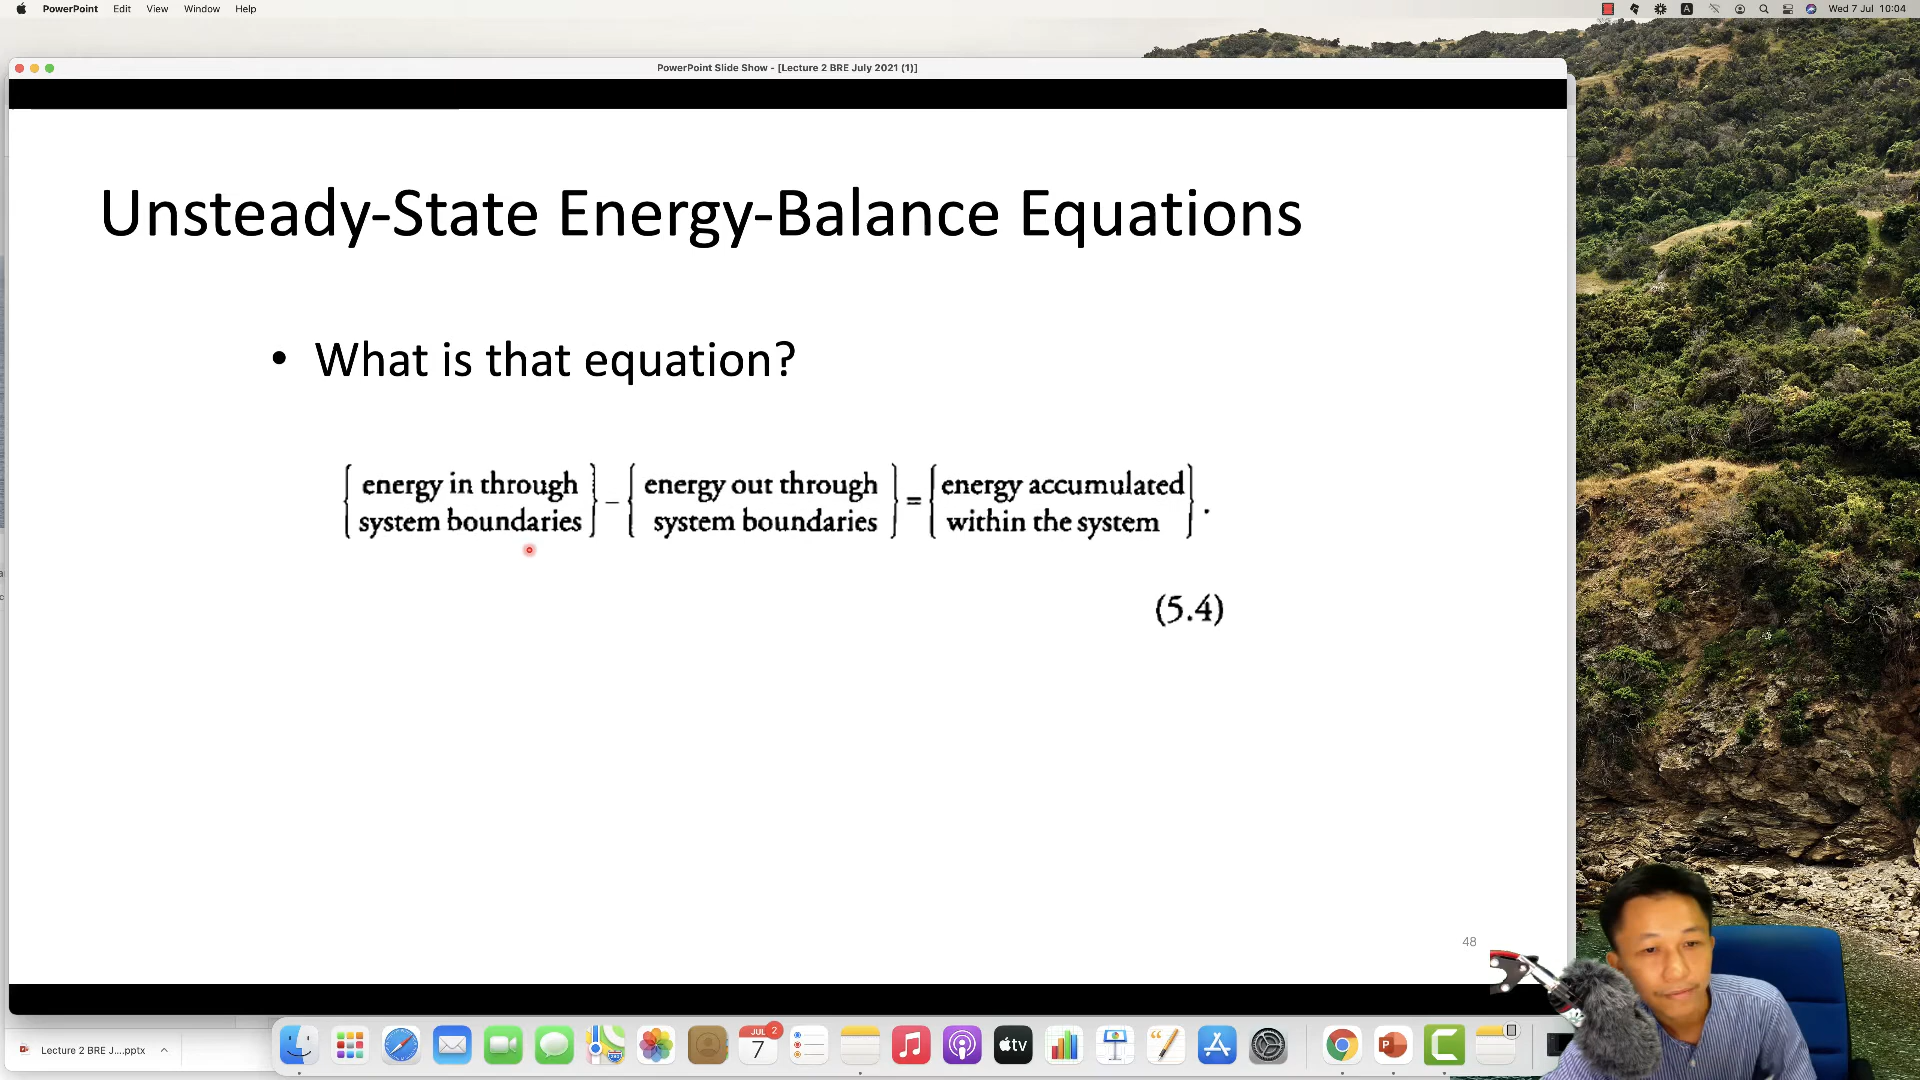 PowerPoint Edit View Window Help
A Wed 7 Jul 10:04
PowerPoint Slide Show - [Lecture 2 BRE July 2021 (1)]
Unsteady-State Energy-Balance Equations
• What is that equation?
{ energy in through system boundaries } − { energy out through system boundaries } = { energy accumulated within the system } .
(5.4)
48
Lecture 2 BRE J....pptx
JUL 2
7
tv